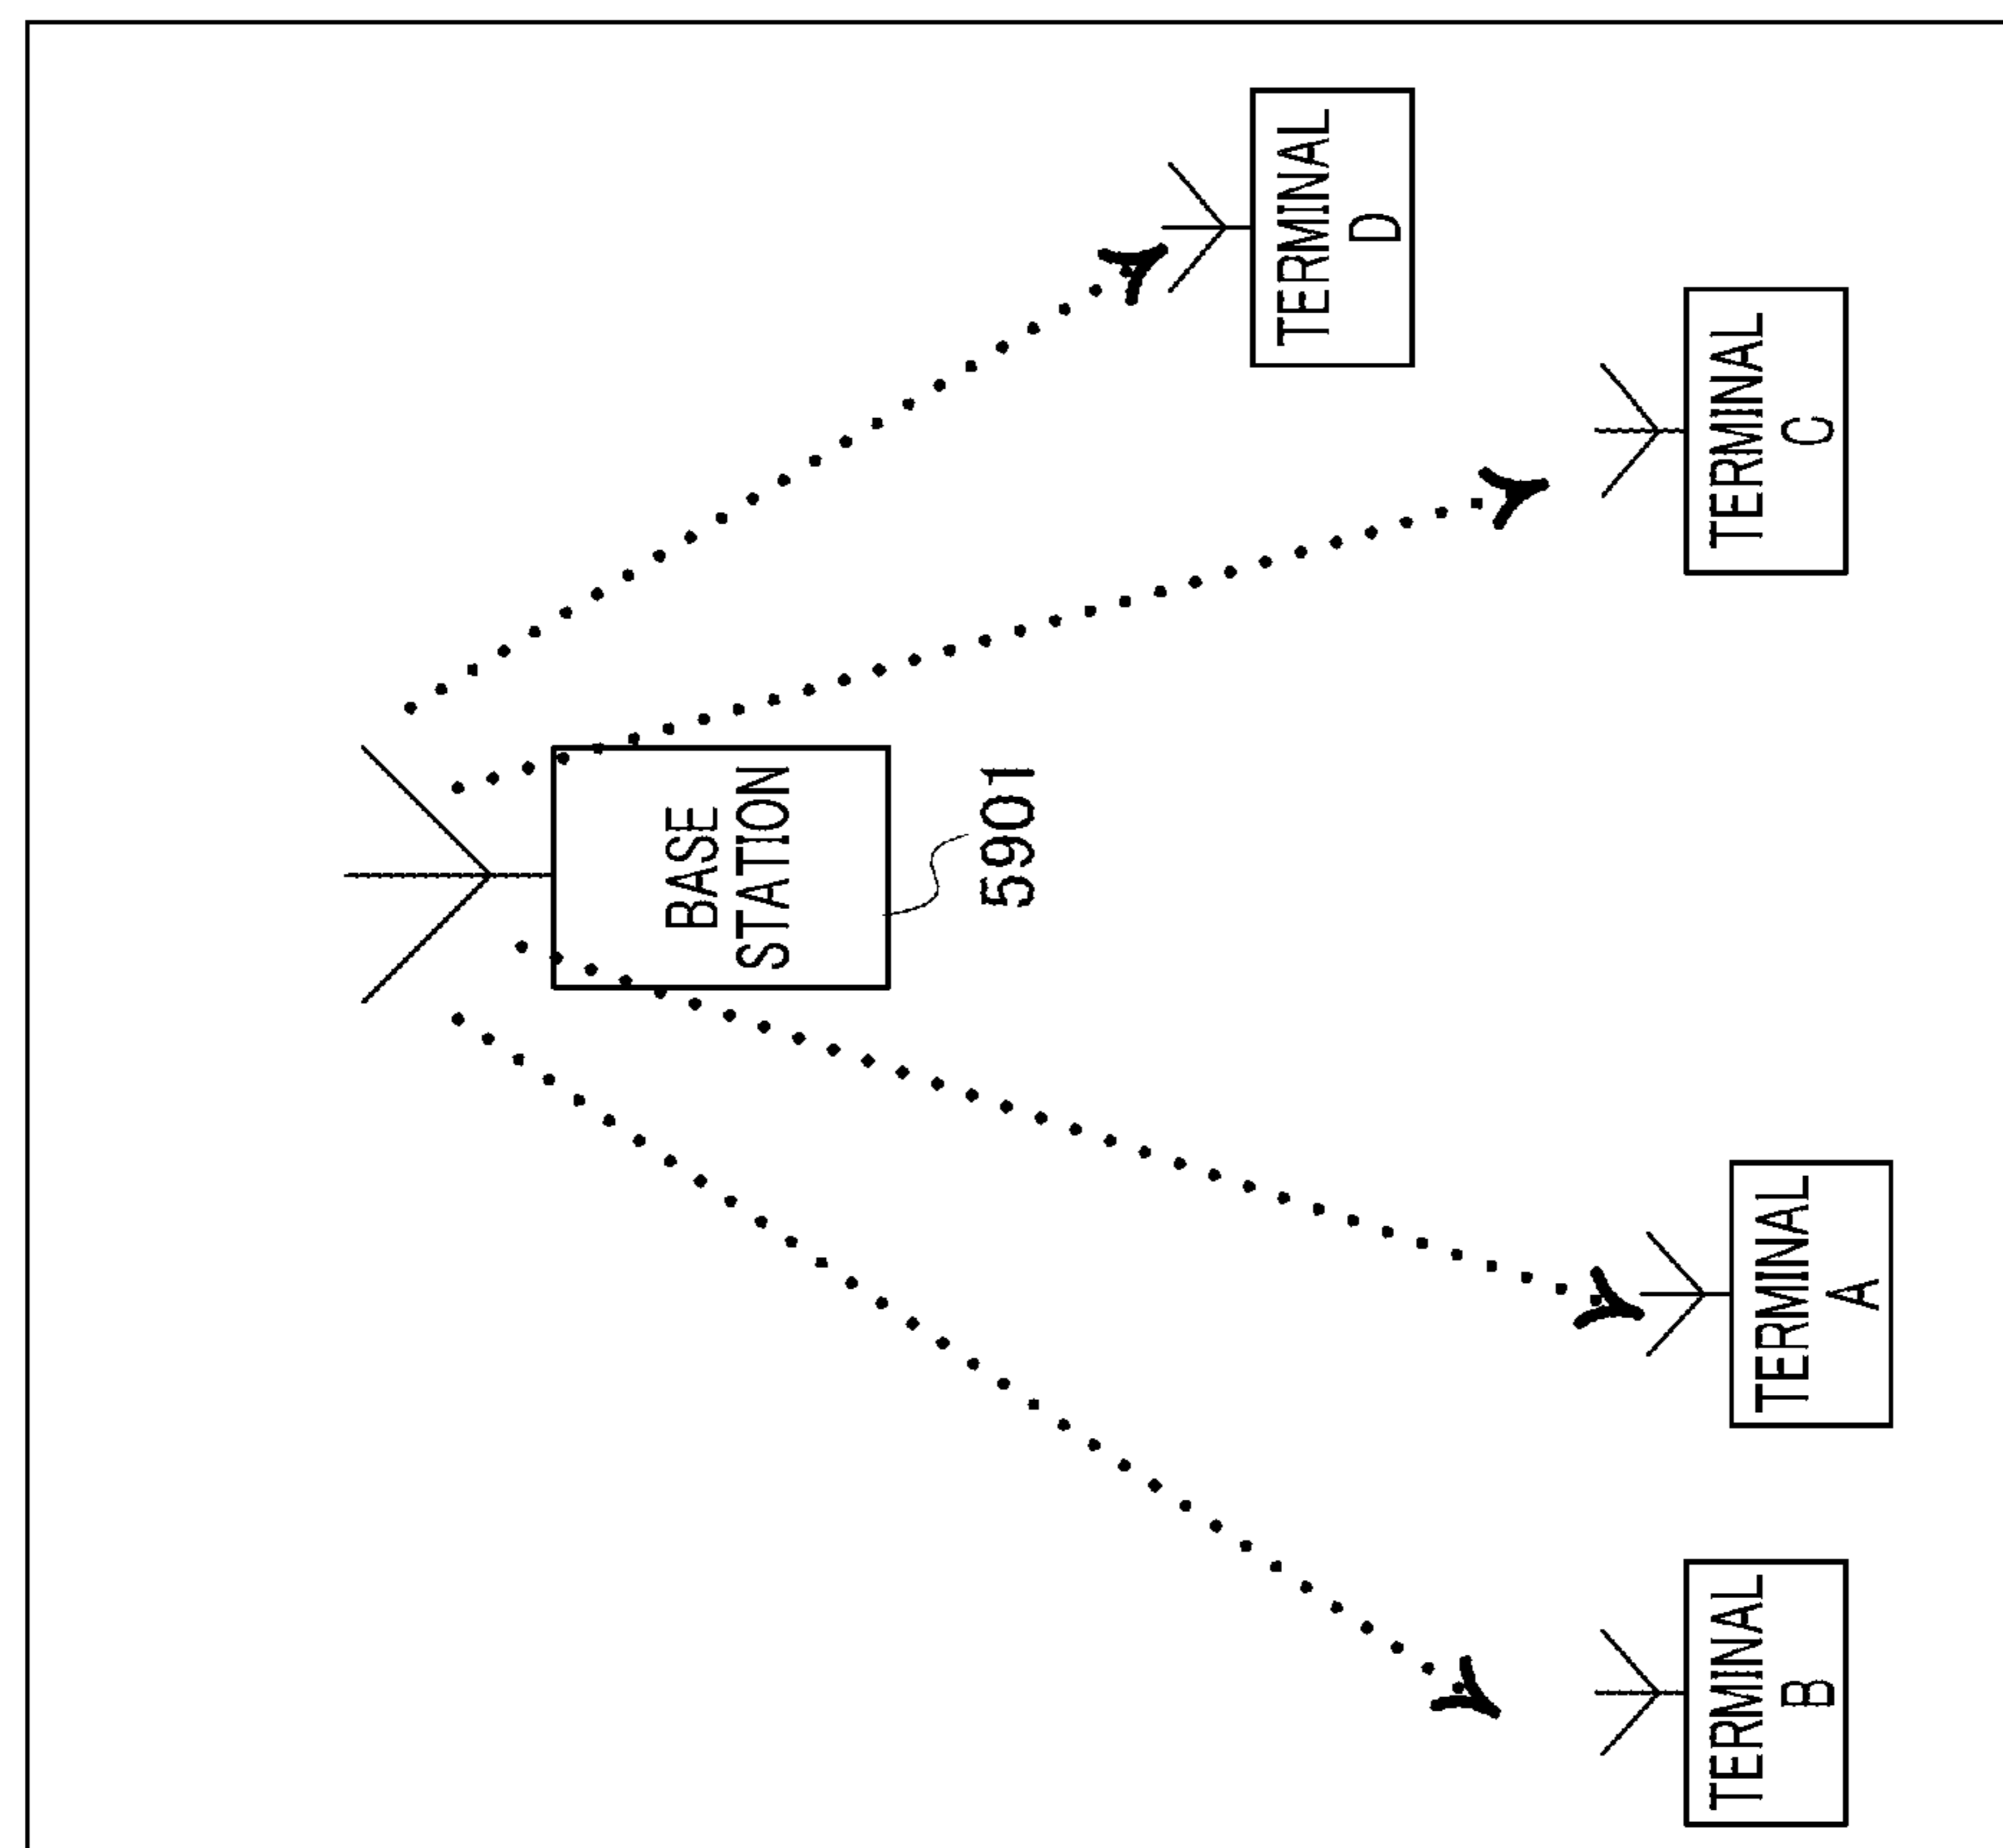 BASE
STATION
5901
TERMINAL
D
TERMINAL
C
TERMINAL
A
TERMINAL
B